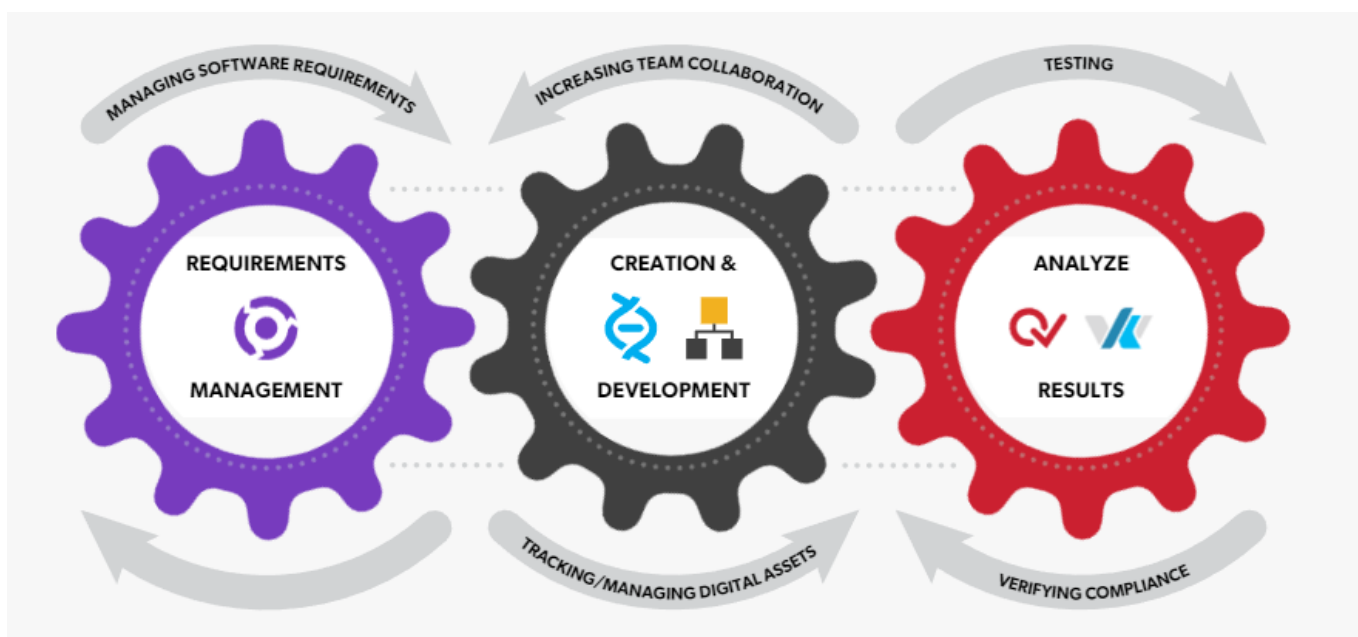 MANAGING SOFTWARE REQUIREMENTS
INCREASING TEAM COLLABORATION
TESTING
REQUIREMENTS
MANAGEMENT
CREATION &
DEVELOPMENT
ANALYZE
RESULTS
TRACKING/MANAGING DIGITAL ASSETS
VERIFYING COMPLIANCE